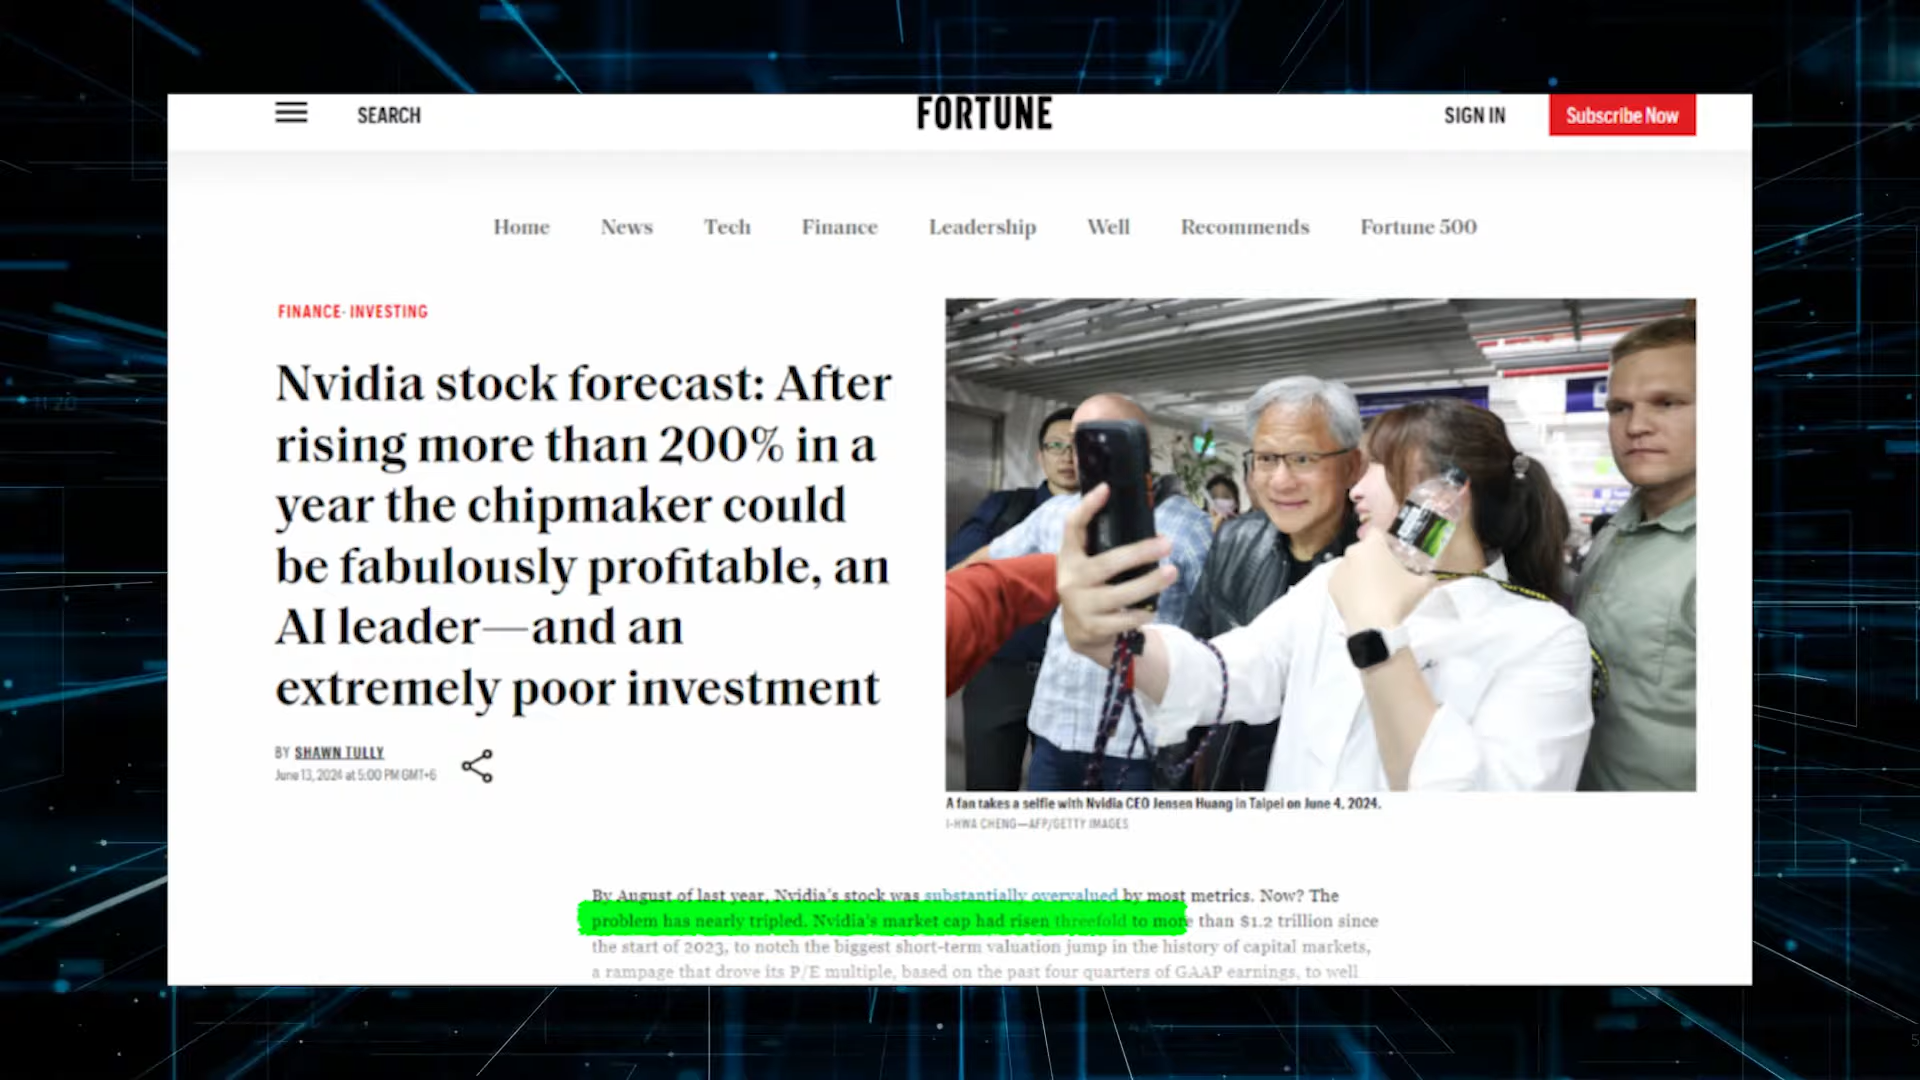 SEARCH
FORTUNE
SIGN IN
Subscribe Now
Home News Tech Finance Leadership Well Recommends Fortune 500
FINANCE· INVESTING
Nvidia stock forecast: After
rising more than 200% in a
year the chipmaker could
be fabulously profitable, an
AI leader—and an
extremely poor investment
BY SHAWN TULLY
June 13, 2024 at 5:00 PM GMT+6
A fan takes a selfie with Nvidia CEO Jensen Huang in Taipei on June 4, 2024.
I-HWA CHENG—AFP/GETTY IMAGES
By August of last year, Nvidia's stock was substantially overvalued by most metrics. Now? The
problem has nearly tripled. Nvidia's market cap had risen threefold to more than $1.2 trillion since
the start of 2023, to notch the biggest short-term valuation jump in the history of capital markets,
a rampage that drove its P/E multiple, based on the past four quarters of GAAP earnings, to well